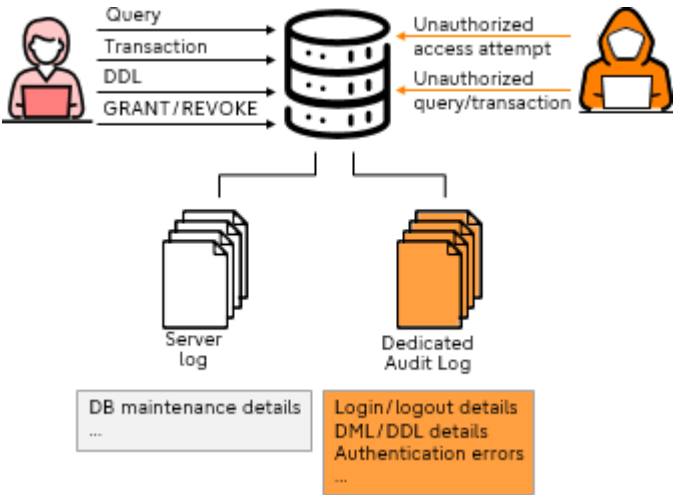 Query
Transaction
DDL
GRANT/REVOKE
Unauthorized
access attempt
Unauthorized
query/transaction
Server
log
Dedicated
Audit Log
DB maintenance details
...
Login/logout details
DML/DDL details
Authentication errors
...